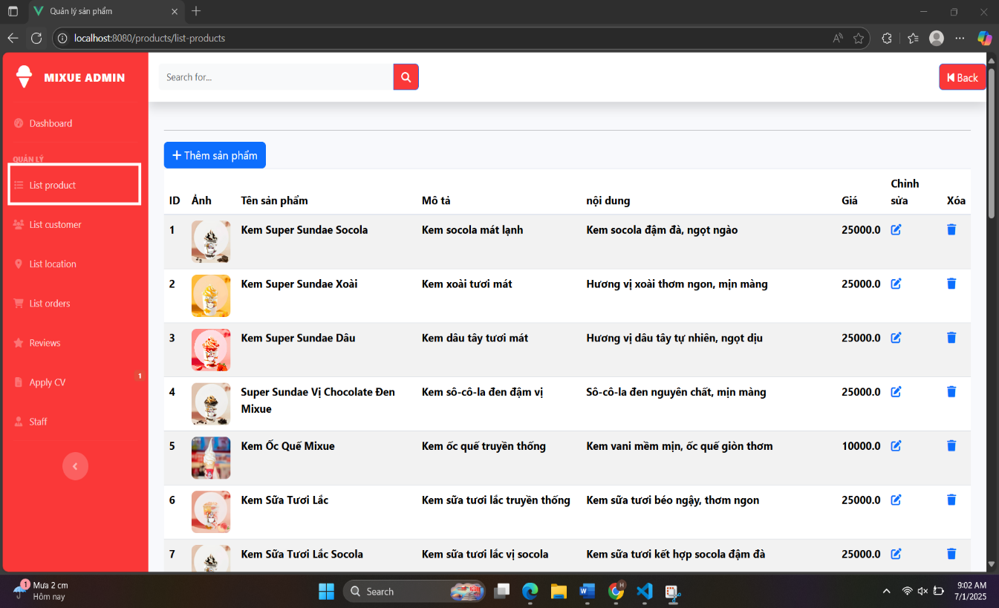 Quản lý sản phẩm
localhost:8080/products/list-products
MIXUE ADMIN
Search for...
Back
Dashboard
QUẢN LÝ
List product
List customer
List location
List orders
Reviews
Apply CV
1
Staff
Thêm sản phẩm
ID Ảnh Tên sản phẩm Mô tả nội dung Giá Chỉnh sửa Xóa
1 Kem Super Sundae Socola Kem socola mát lạnh Kem socola đậm đà, ngọt ngào 25000.0
2 Kem Super Sundae Xoài Kem xoài tươi mát Hương vị xoài thơm ngon, mịn màng 25000.0
3 Kem Super Sundae Dâu Kem dâu tây tươi mát Hương vị dâu tây tự nhiên, ngọt dịu 25000.0
4 Super Sundae Vị Chocolate Đen Mixue Kem sô-cô-la đen đậm vị Sô-cô-la đen nguyên chất, mịn màng 25000.0
5 Kem Ốc Quế Mixue Kem ốc quế truyền thống Kem vani mềm mịn, ốc quế giòn thơm 10000.0
6 Kem Sữa Tươi Lắc Kem sữa tươi lắc truyền thống Kem sữa tươi béo ngậy, thơm ngon 25000.0
7 Kem Sữa Tươi Lắc Socola Kem sữa tươi lắc vị socola Kem sữa tươi kết hợp socola đậm đà 25000.0
1
Mưa 2 cm
Hôm nay
Search
9:02 AM
7/1/2025